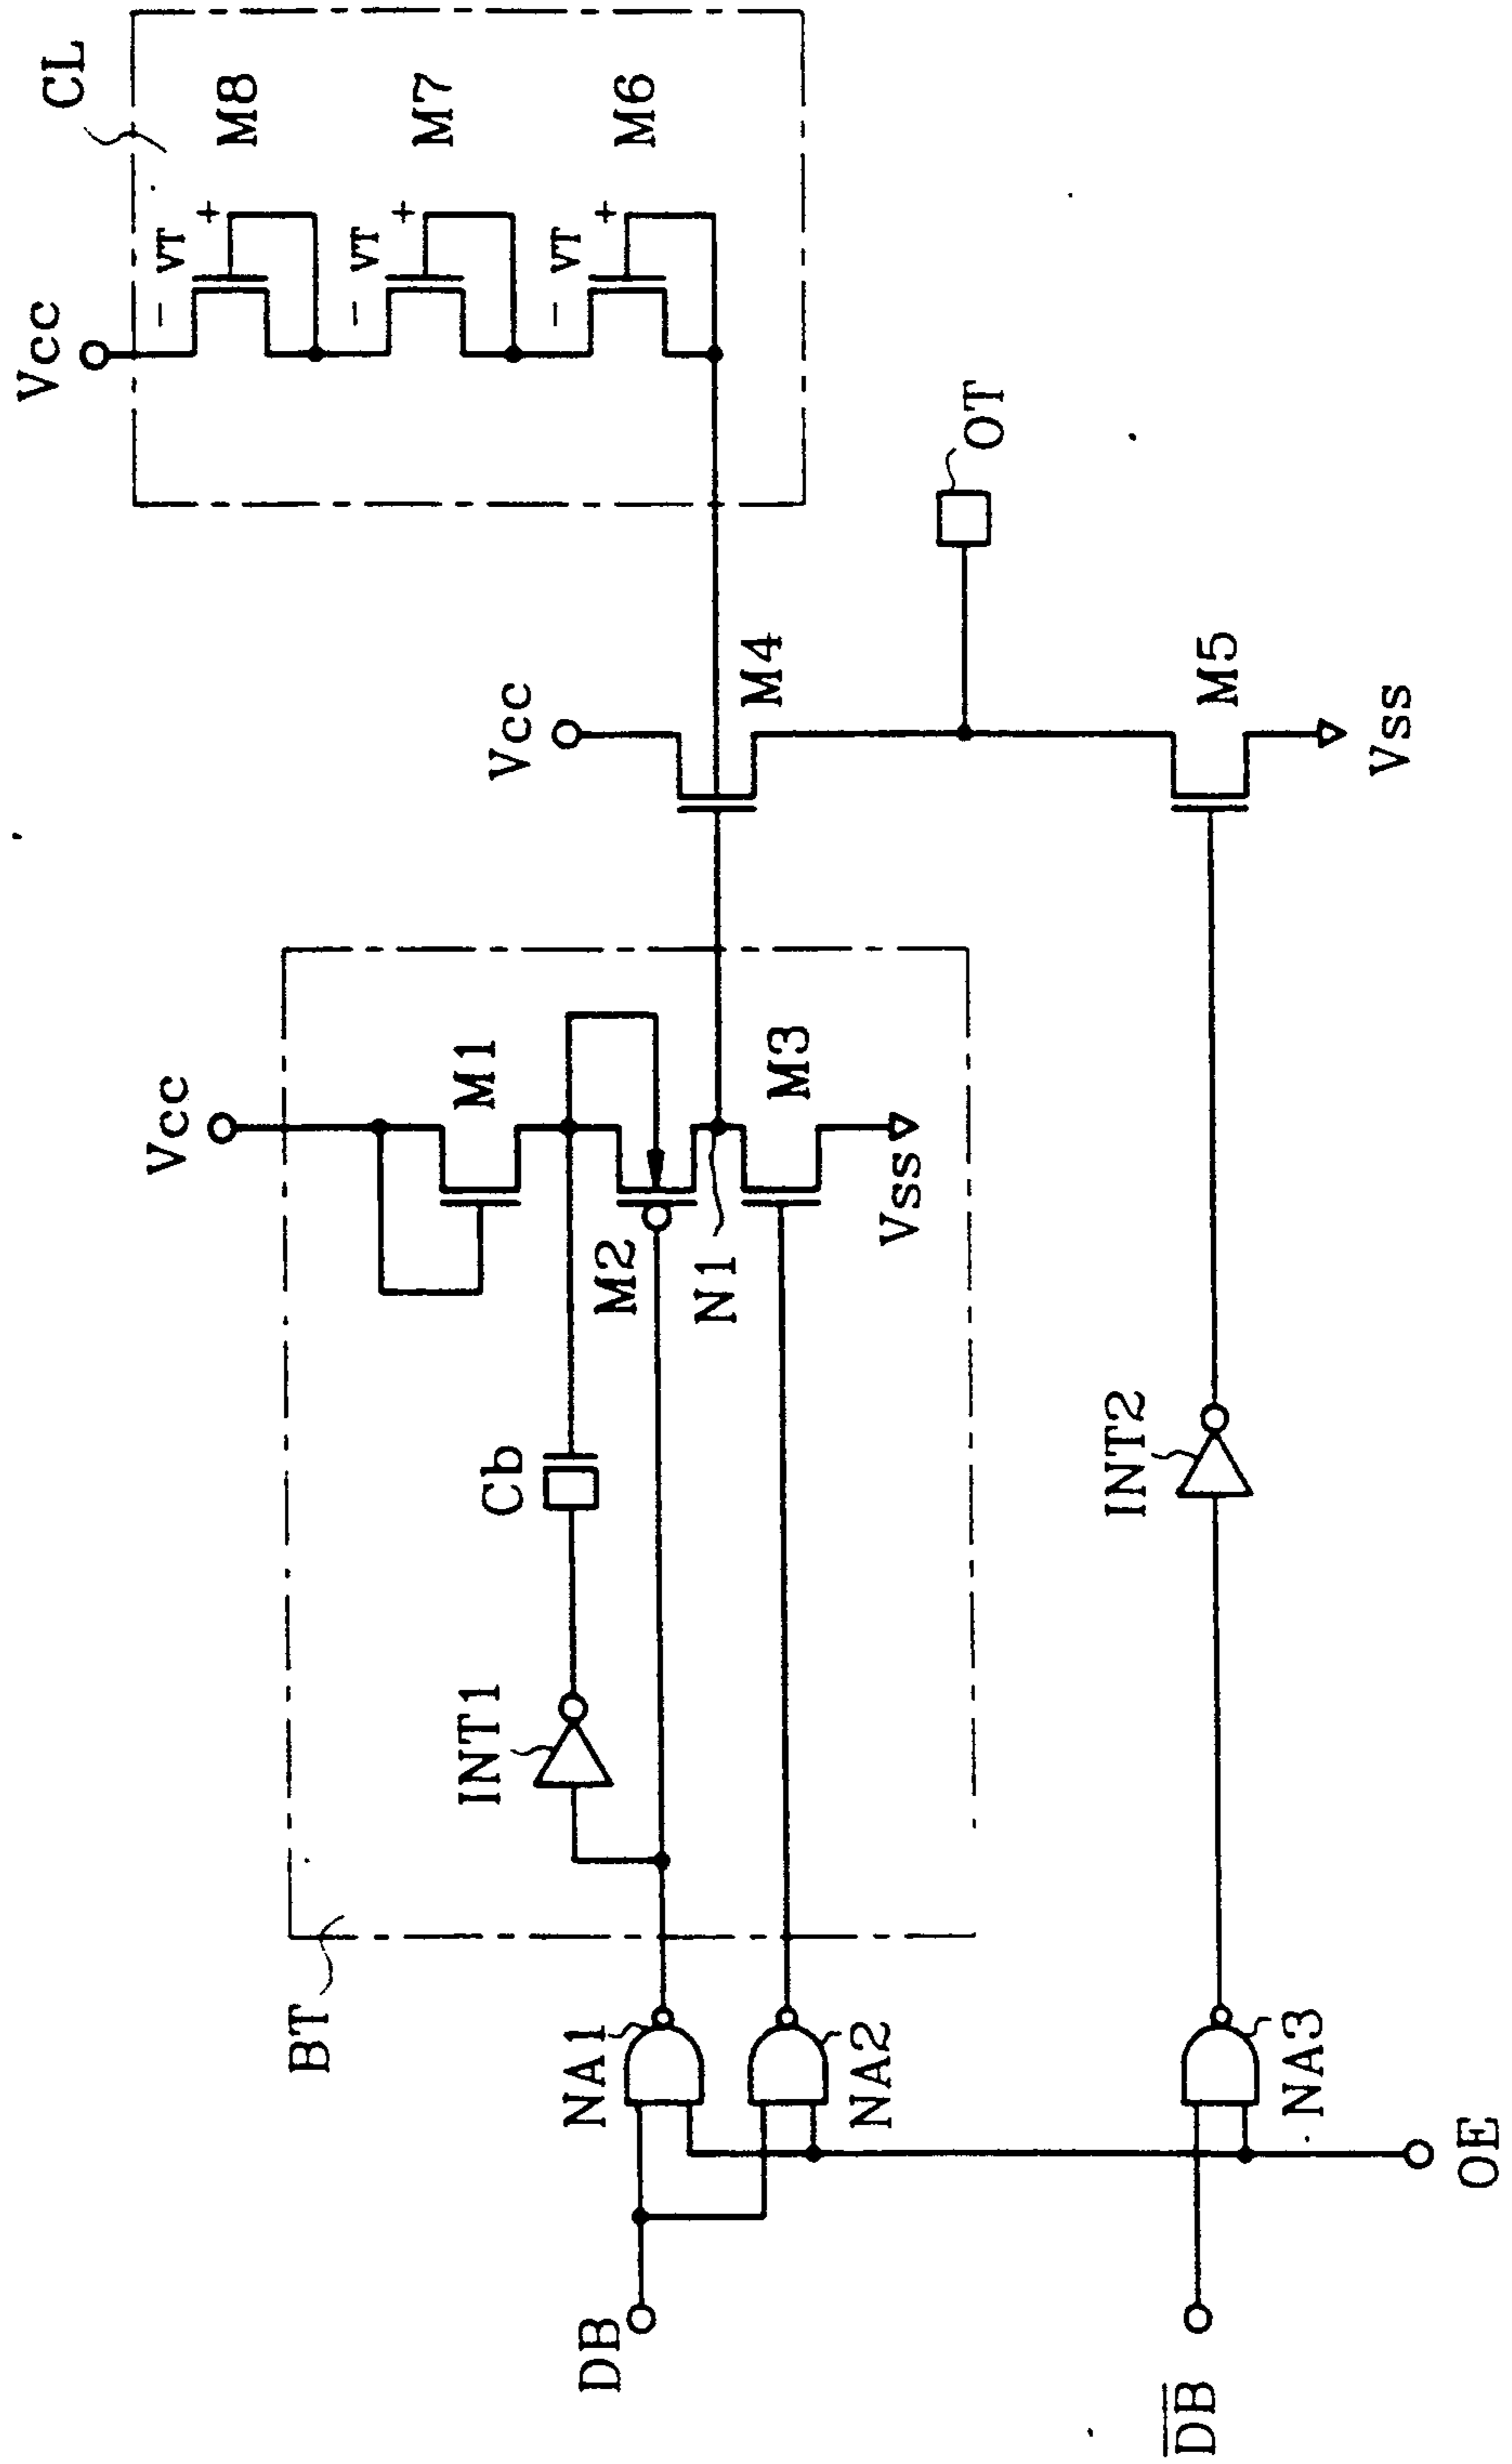 CL
Vcc
M8
VT
+
-
M7
VT
+
-
M6
VT
+
-
OT
Vcc
M4
M5
Vss
Vcc
M1
M2
N1
M3
Vss
Cb
INT1
INT2
BT
NA1
NA2
NA3
DB
DB
OE